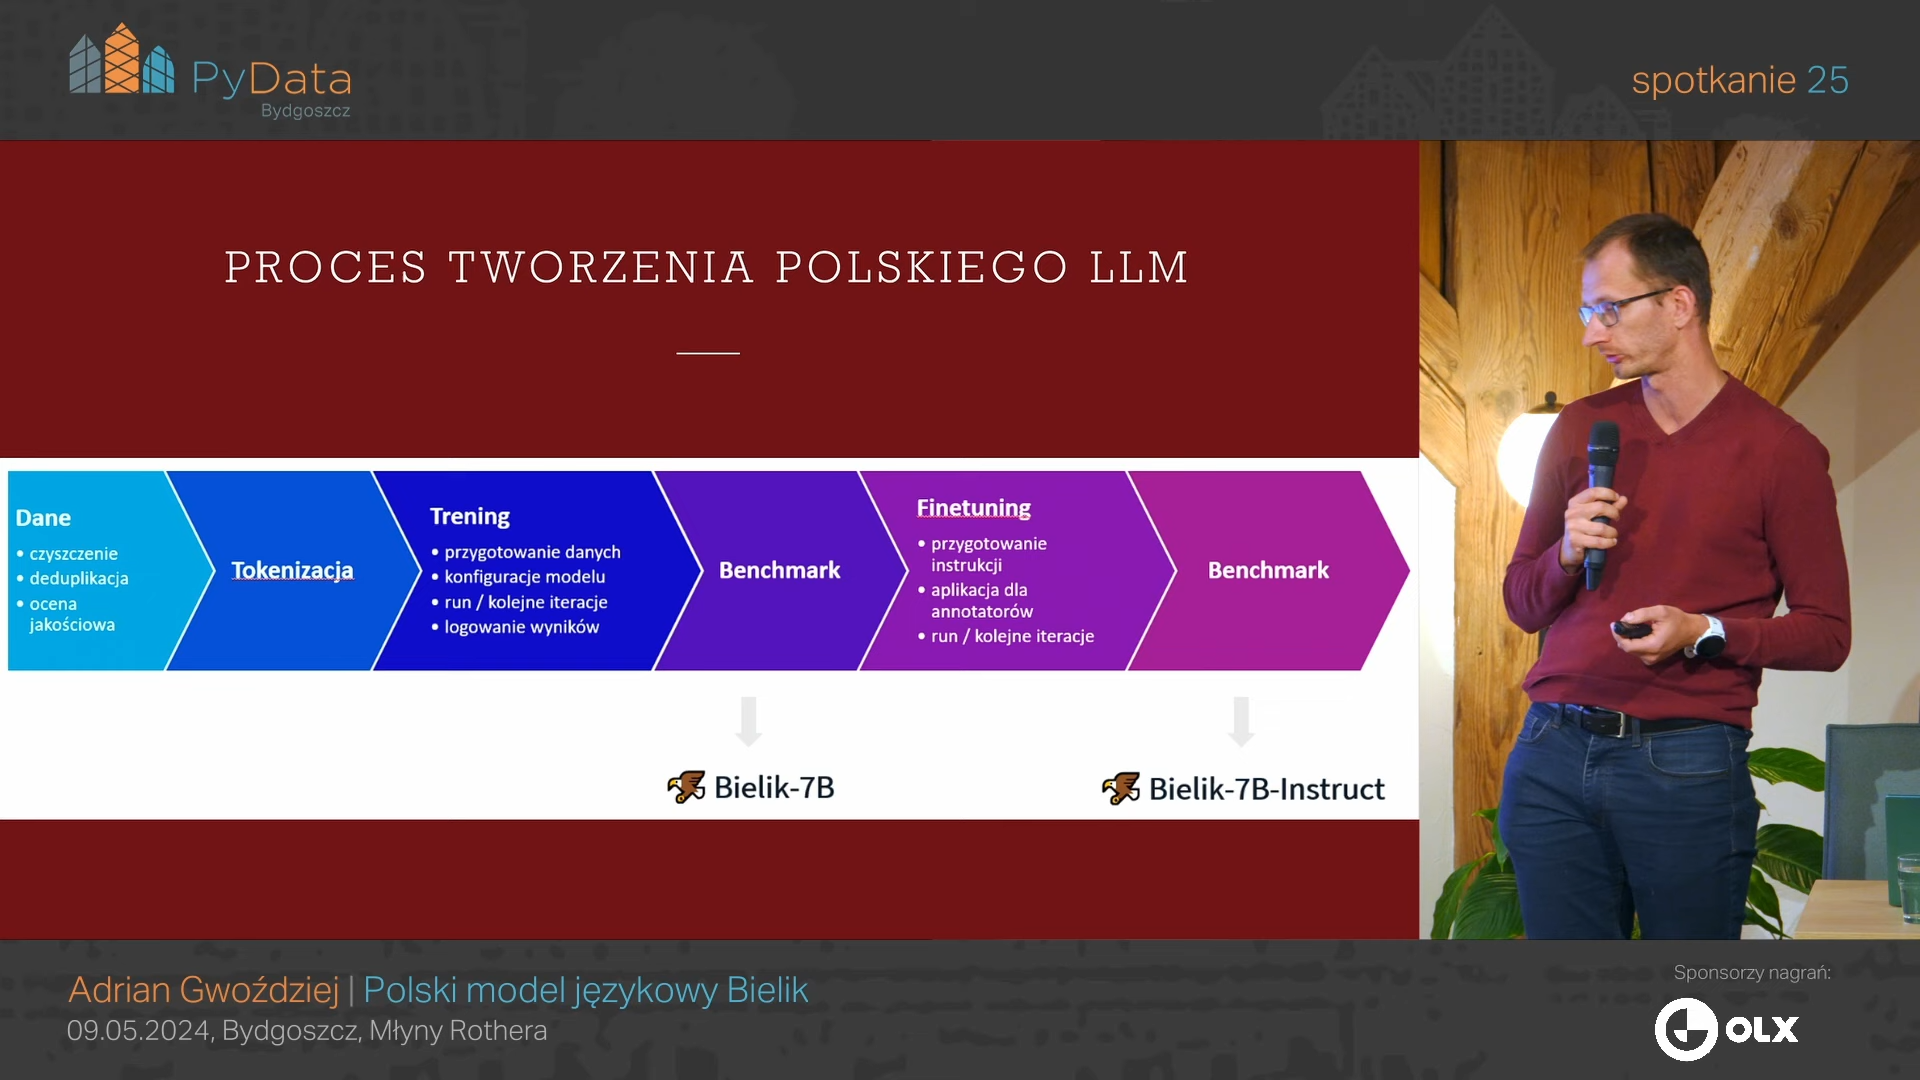 PyData
Bydgoszcz
spotkanie 25
PROCES TWORZENIA POLSKIEGO LLM
Dane
• czyszczenie
• deduplikacja
• ocena
jakościowa
Tokenizacja
Trening
• przygotowanie danych
• konfiguracje modelu
• run / kolejne iteracje
• logowanie wyników
Benchmark
Finetuning
• przygotowanie
instrukcji
• aplikacja dla
annotatorów
• run / kolejne iteracje
Benchmark
Bielik-7B
Bielik-7B-Instruct
Adrian Gwoździej | Polski model językowy Bielik
09.05.2024, Bydgoszcz, Młyny Rothera
Sponsorzy nagrań:
OLX